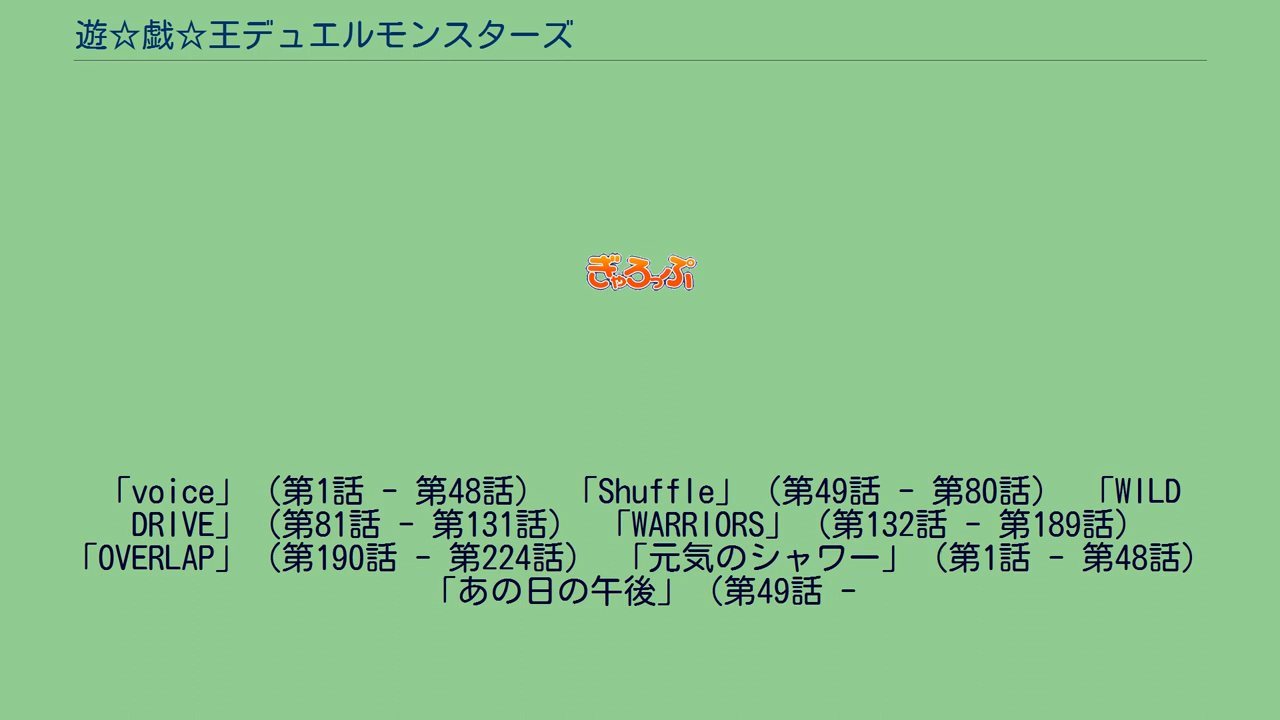 遊☆戯☆王デュエルモンスターズ
ぎゃろっぷ
「voice」（第1話 - 第48話）　「Shuffle」（第49話 - 第80話）　「WILD
DRIVE」（第81話 - 第131話）　「WARRIORS」（第132話 - 第189話）
「OVERLAP」（第190話 - 第224話）　「元気のシャワー」（第1話 - 第48話）
「あの日の午後」（第49話 -